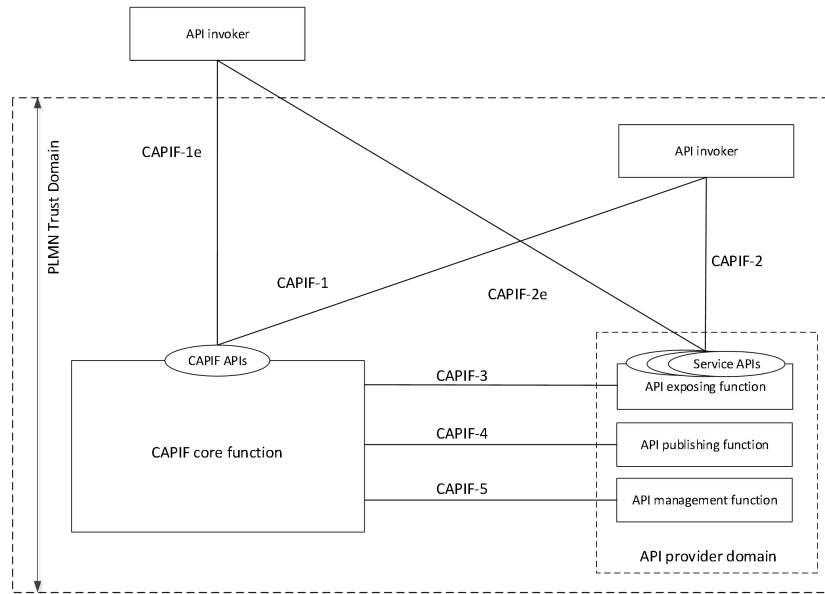 API invoker
PLMN Trust Domain
CAPIF-1e
API invoker
CAPIF-2
CAPIF-1
CAPIF-2e
CAPIF APIs
Service APIs
CAPIF-3
API exposing function
CAPIF-4
API publishing function
CAPIF core function
CAPIF-5
API management function
API provider domain